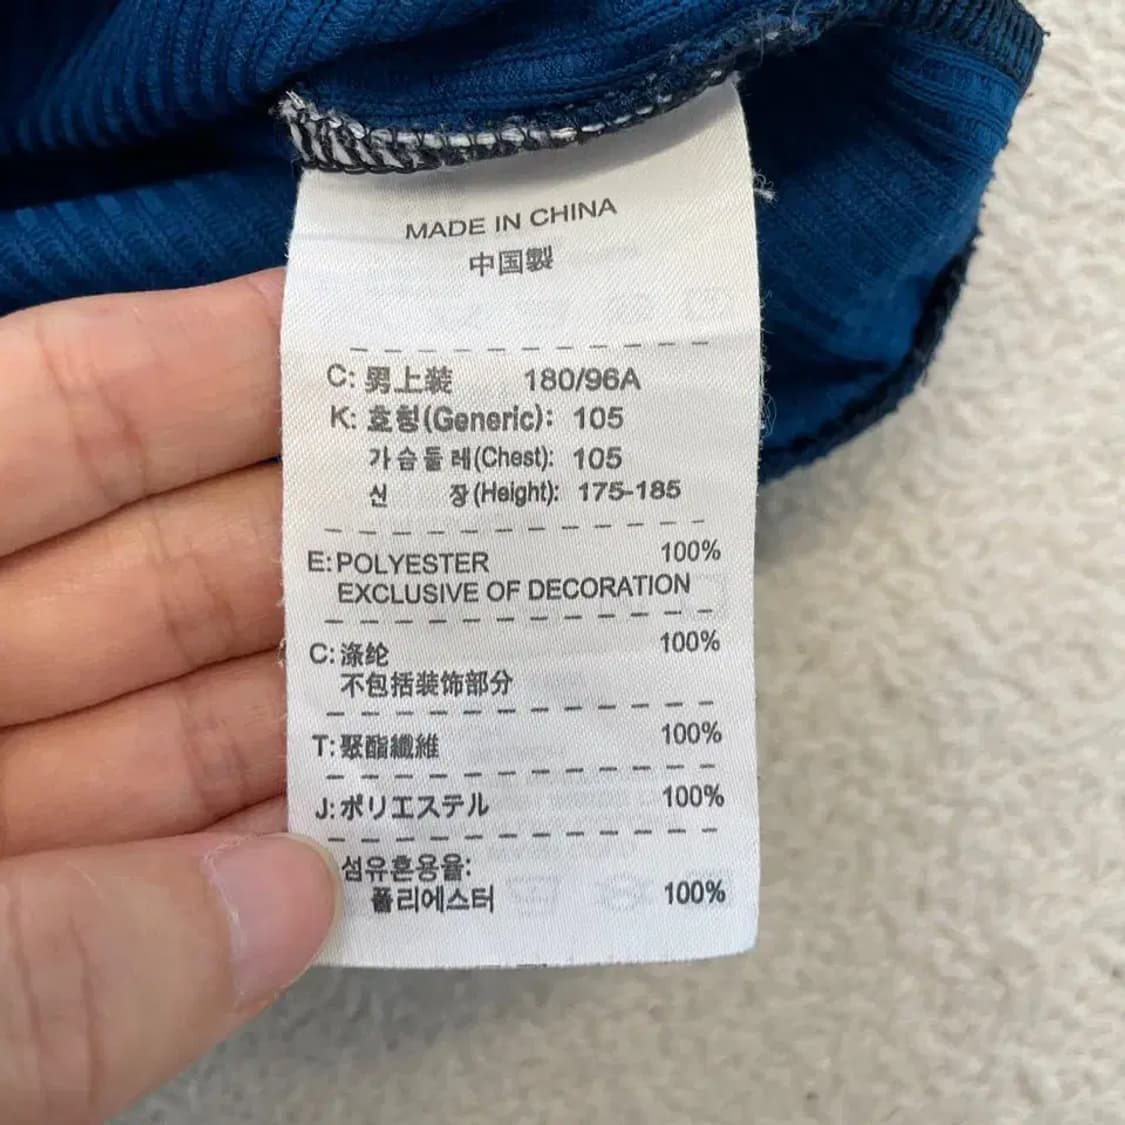 MADE IN CHINA
中国製
C: 男上装 180/96A
K: 호칭(Generic): 105
가슴둘레(Chest): 105
신 장(Height): 175-185
E: POLYESTER 100%
EXCLUSIVE OF DECORATION
C: 涤纶 100%
不包括装饰部分
T: 聚酯纖維 100%
J: ポリエステル 100%
섬유혼용율:
폴리에스터 100%